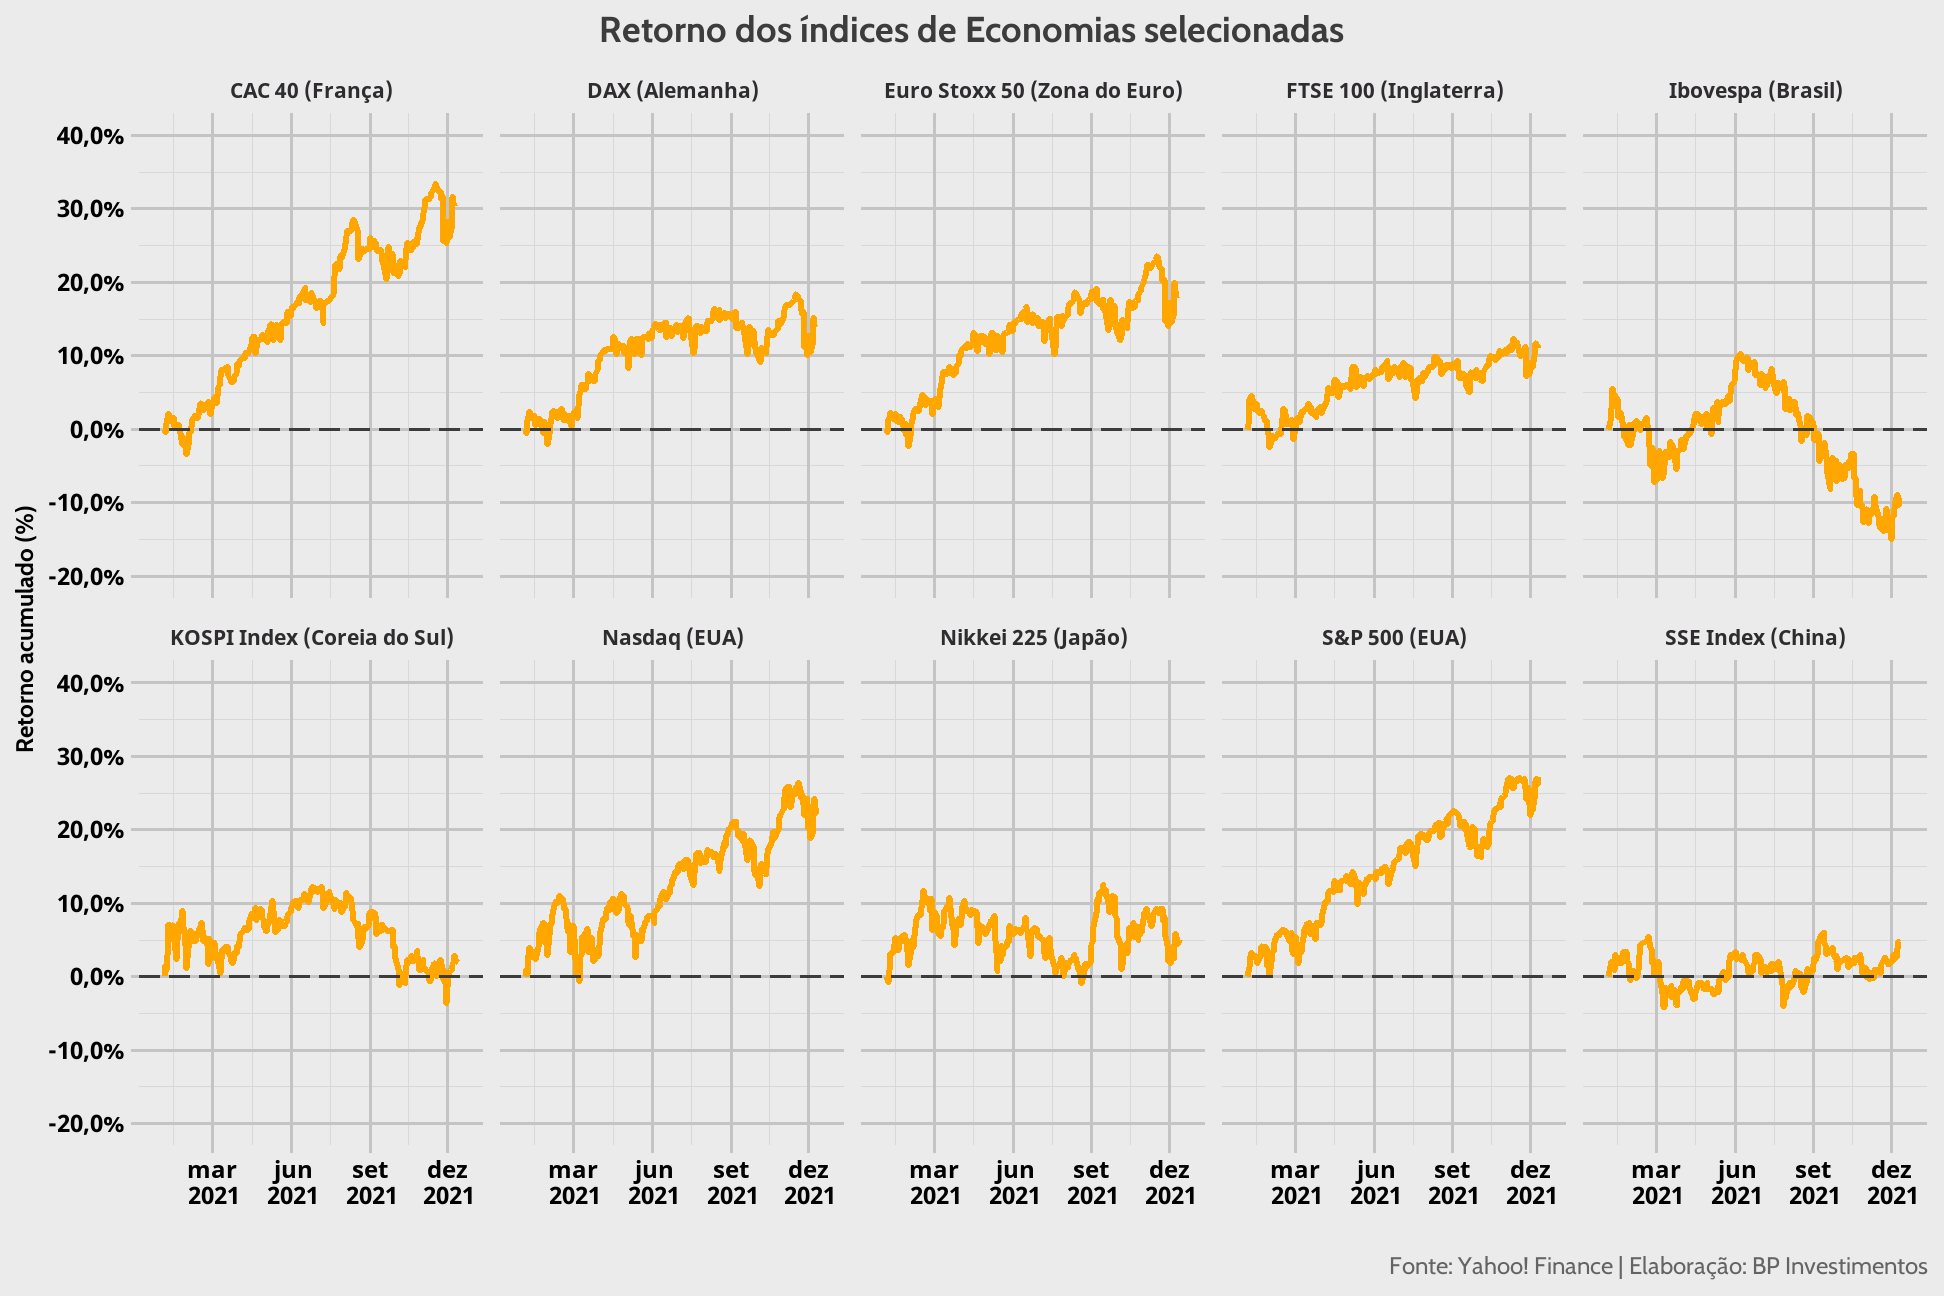 Retorno dos índices de Economias selecionadas
CAC 40 (França)
DAX (Alemanha)
Euro Stoxx 50 (Zona do Euro)
FTSE 100 (Inglaterra)
Ibovespa (Brasil)
40,0%
30,0%
20,0%
10,0%
0,0%
-10,0%
-20,0%
Retorno acumulado (%)
KOSPI Index (Coreia do Sul)
Nasdaq (EUA)
Nikkei 225 (Japão)
S&P 500 (EUA)
SSE Index (China)
40,0%
30,0%
20,0%
10,0%
0,0%
-10,0%
-20,0%
mar
2021
jun
2021
set
2021
dez
2021
mar
2021
jun
2021
set
2021
dez
2021
mar
2021
jun
2021
set
2021
dez
2021
mar
2021
jun
2021
set
2021
dez
2021
mar
2021
jun
2021
set
2021
dez
2021
Fonte: Yahoo! Finance | Elaboração: BP Investimentos